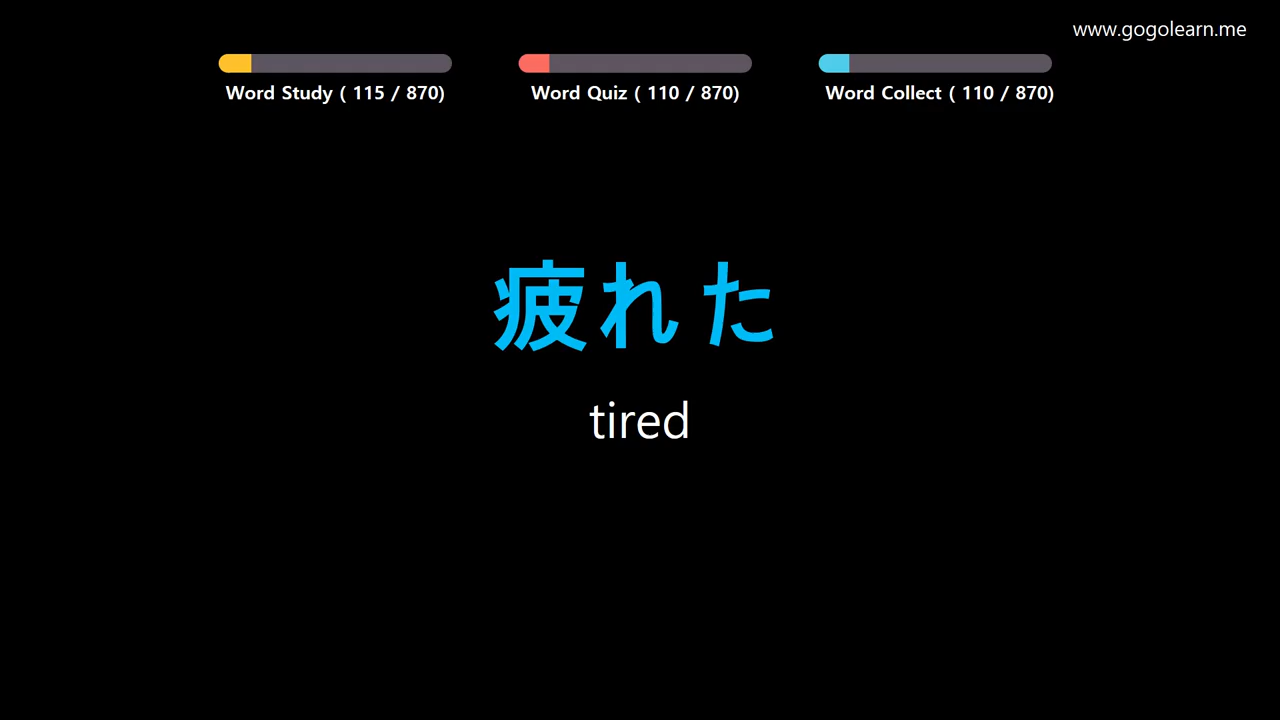 www.gogolearn.me
Word Study ( 115 / 870)
Word Quiz ( 110 / 870)
Word Collect ( 110 / 870)
疲れた
tired